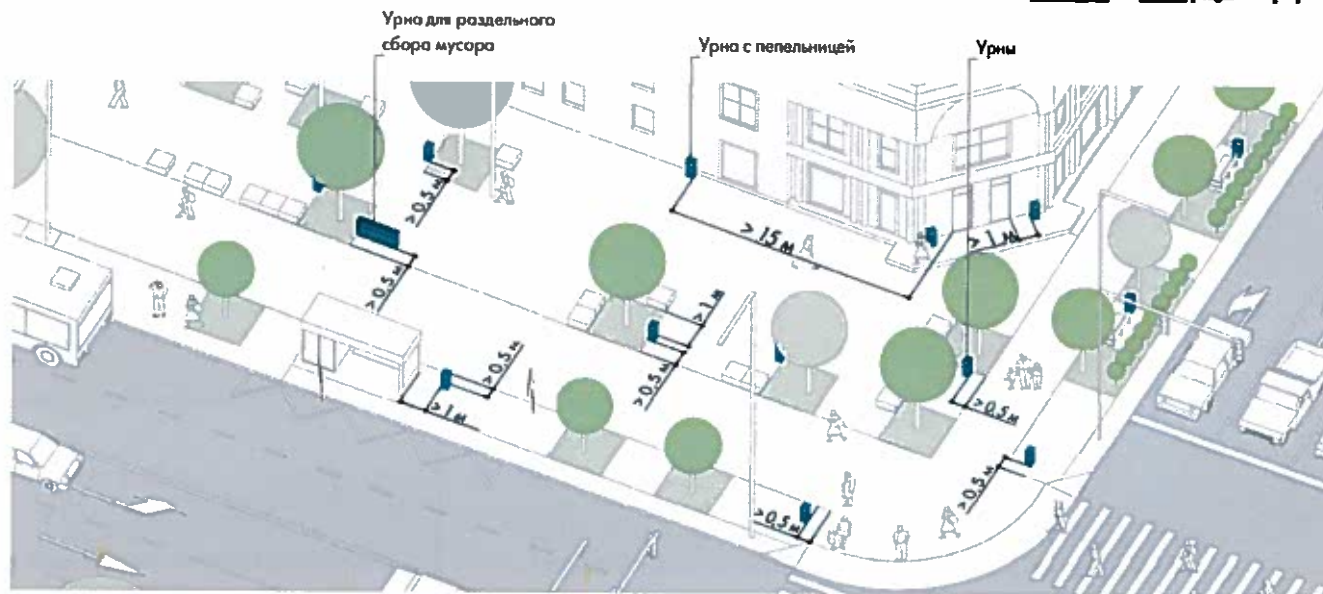 Урна для раздельного
сбора мусора
Урна с пепельницей
Урны
>0,5 м
>0,5 м
>15 м
>1 м
>1 м
>0,5 м
>0,5 м
>1 м
>0,5 м
>0,5 м
>0,5 м